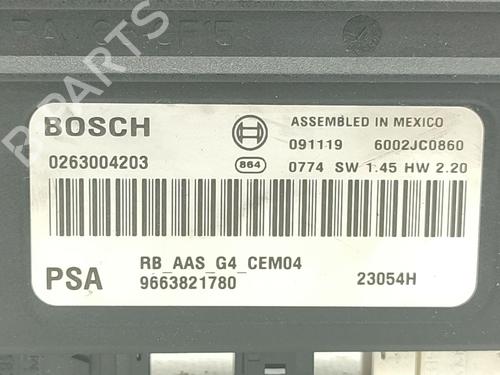 B PARTS
BOSCH
ASSEMBLED IN MEXICO
091119 6002JC0860
0263004203
864
0774 SW 1.45 HW 2.20
PSA
RB_AAS_G4_CEM04
9663821780
23054H